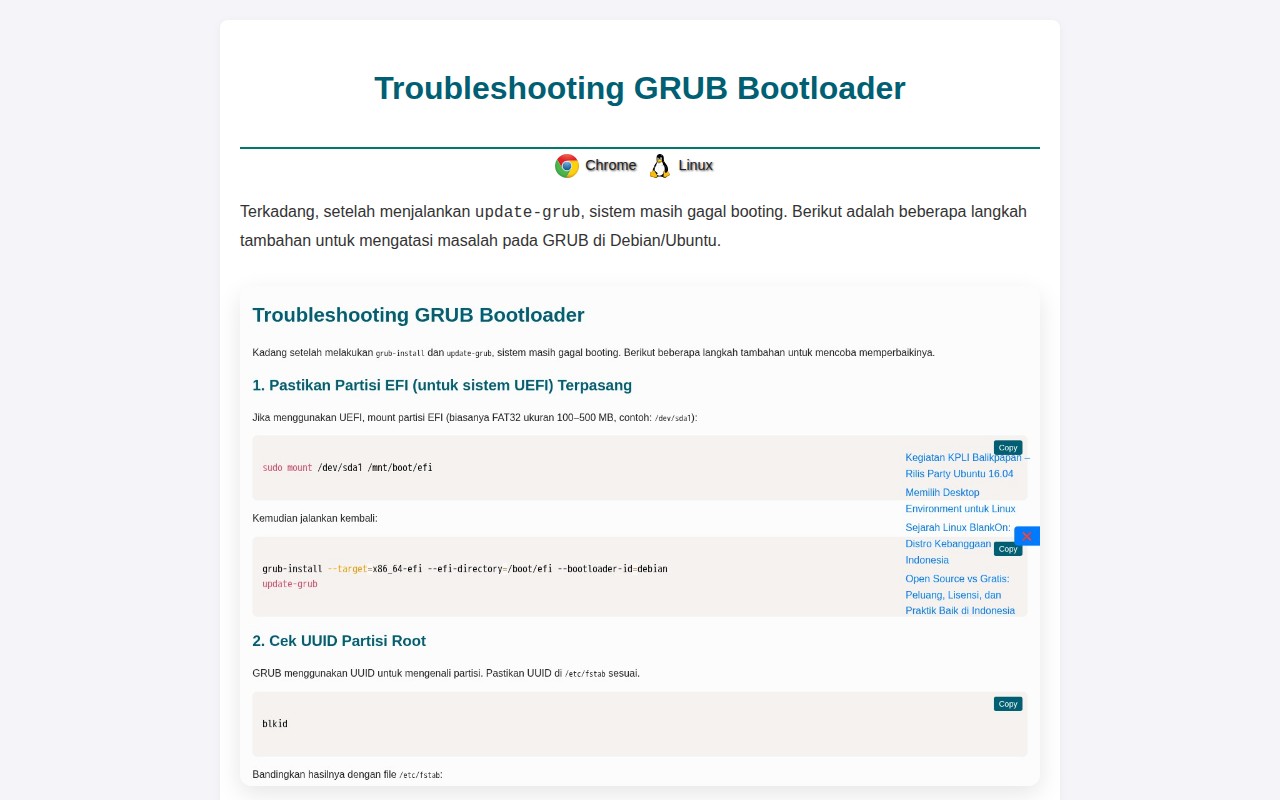 Troubleshooting GRUB Bootloader
Chrome Linux
Terkadang, setelah menjalankan update-grub, sistem masih gagal booting. Berikut adalah beberapa langkah
tambahan untuk mengatasi masalah pada GRUB di Debian/Ubuntu.
Troubleshooting GRUB Bootloader
Kadang setelah melakukan grub-install dan update-grub, sistem masih gagal booting. Berikut beberapa langkah tambahan untuk mencoba memperbaikinya.
1. Pastikan Partisi EFI (untuk sistem UEFI) Terpasang
Jika menggunakan UEFI, mount partisi EFI (biasanya FAT32 ukuran 100–500 MB, contoh: /dev/sda1):
Copy
sudo mount /dev/sda1 /mnt/boot/efi
Kegiatan KPLI Balikpapan –
Rilis Party Ubuntu 16.04
Memilih Desktop
Environment untuk Linux
Sejarah Linux BlankOn:
Distro Kebanggaan
Indonesia
Open Source vs Gratis:
Peluang, Lisensi, dan
Praktik Baik di Indonesia
Kemudian jalankan kembali:
Copy
grub-install --target=x86_64-efi --efi-directory=/boot/efi --bootloader-id=debian
update-grub
2. Cek UUID Partisi Root
GRUB menggunakan UUID untuk mengenali partisi. Pastikan UUID di /etc/fstab sesuai.
Copy
blkid
Bandingkan hasilnya dengan file /etc/fstab: